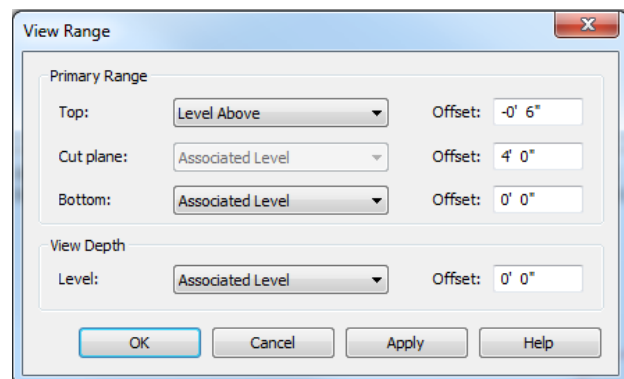 View Range
Primary Range
Top: Level Above Offset: -0' 6"
Cut plane: Associated Level Offset: 4' 0"
Bottom: Associated Level Offset: 0' 0"
View Depth
Level: Associated Level Offset: 0' 0"
OK Cancel Apply Help